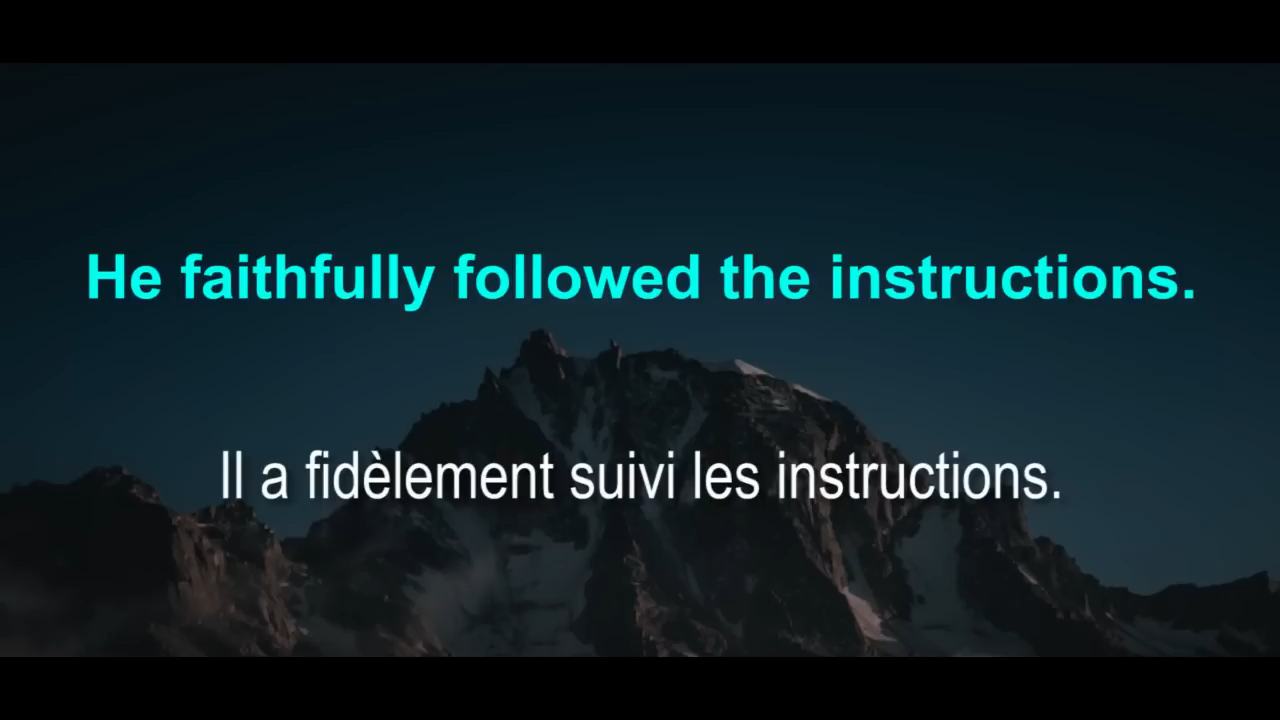 He faithfully followed the instructions.
Il a fidèlement suivi les instructions.